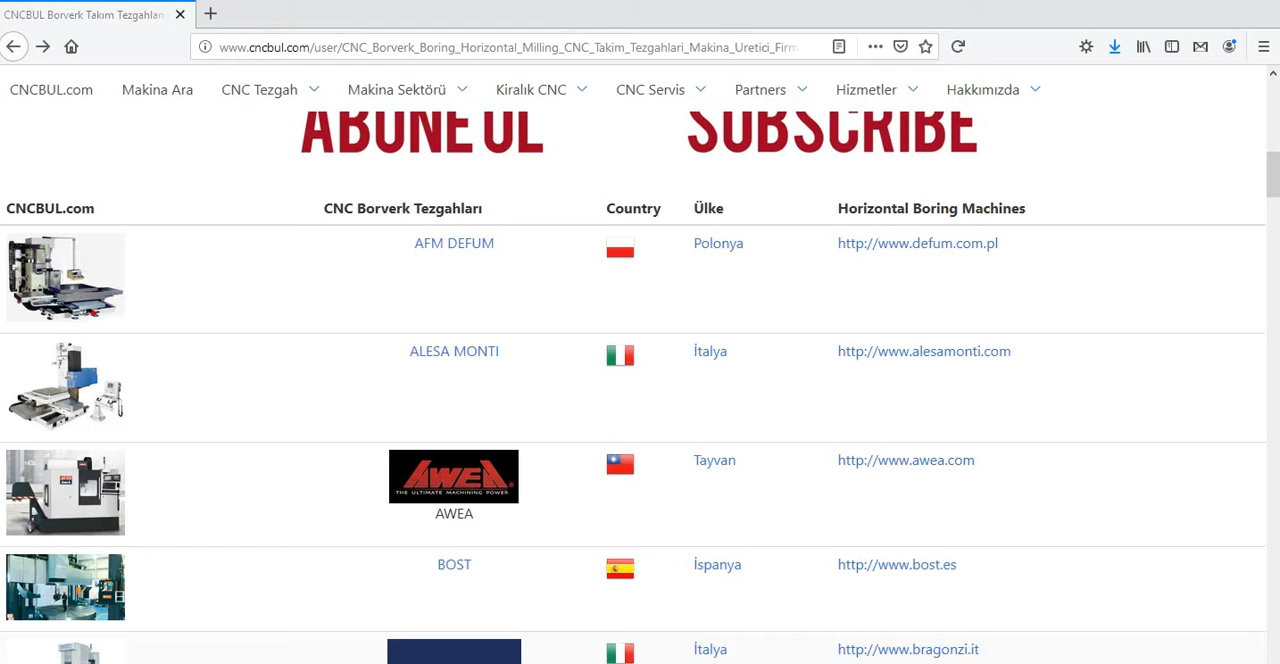 CNCBUL Borverk Takım Tezgahları
www.cncbul.com/user/CNC_Borverk_Boring_Horizontal_Milling_CNC_Takim_Tezgahlari_Makina_Uretici_Firm
CNCBUL.com Makina Ara CNC Tezgah Makina Sektörü Kiralık CNC CNC Servis Partners Hizmetler Hakkımızda
ABONE OL SUBSCRIBE
CNCBUL.com CNC Borverk Tezgahları Country Ülke Horizontal Boring Machines
AFM DEFUM Polonya http://www.defum.com.pl
ALESA MONTI İtalya http://www.alesamonti.com
AWEA
THE ULTIMATE MACHINING POWER
AWEA Tayvan http://www.awea.com
BOST İspanya http://www.bost.es
İtalya http://www.bragonzi.it